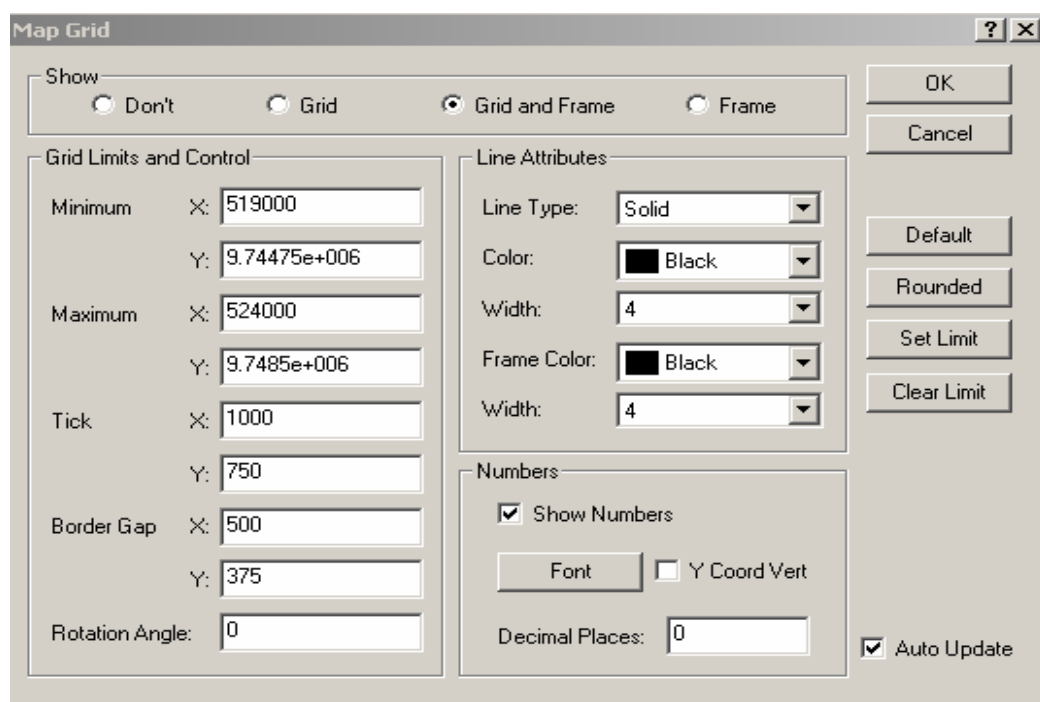 Map Grid
Show
Don't Grid Grid and Frame Frame
OK
Cancel
Grid Limits and Control
Minimum X: 519000
Y: 9.74475e+006
Maximum X: 524000
Y: 9.7485e+006
Tick X: 1000
Y: 750
Border Gap X: 500
Y: 375
Rotation Angle: 0
Line Attributes
Line Type: Solid
Color: Black
Width: 4
Frame Color: Black
Width: 4
Numbers
Show Numbers
Font Y Coord Vert
Decimal Places: 0
Default
Rounded
Set Limit
Clear Limit
Auto Update